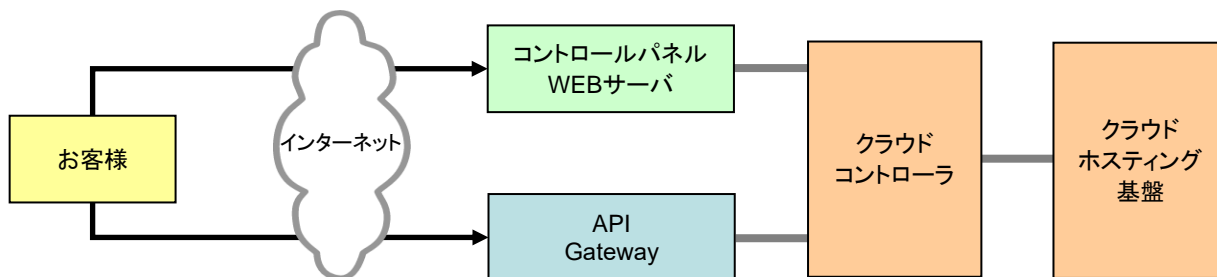 お客様
インターネット
コントロールパネル
WEBサーバ
API
Gateway
クラウド
コントローラ
クラウド
ホスティング
基盤